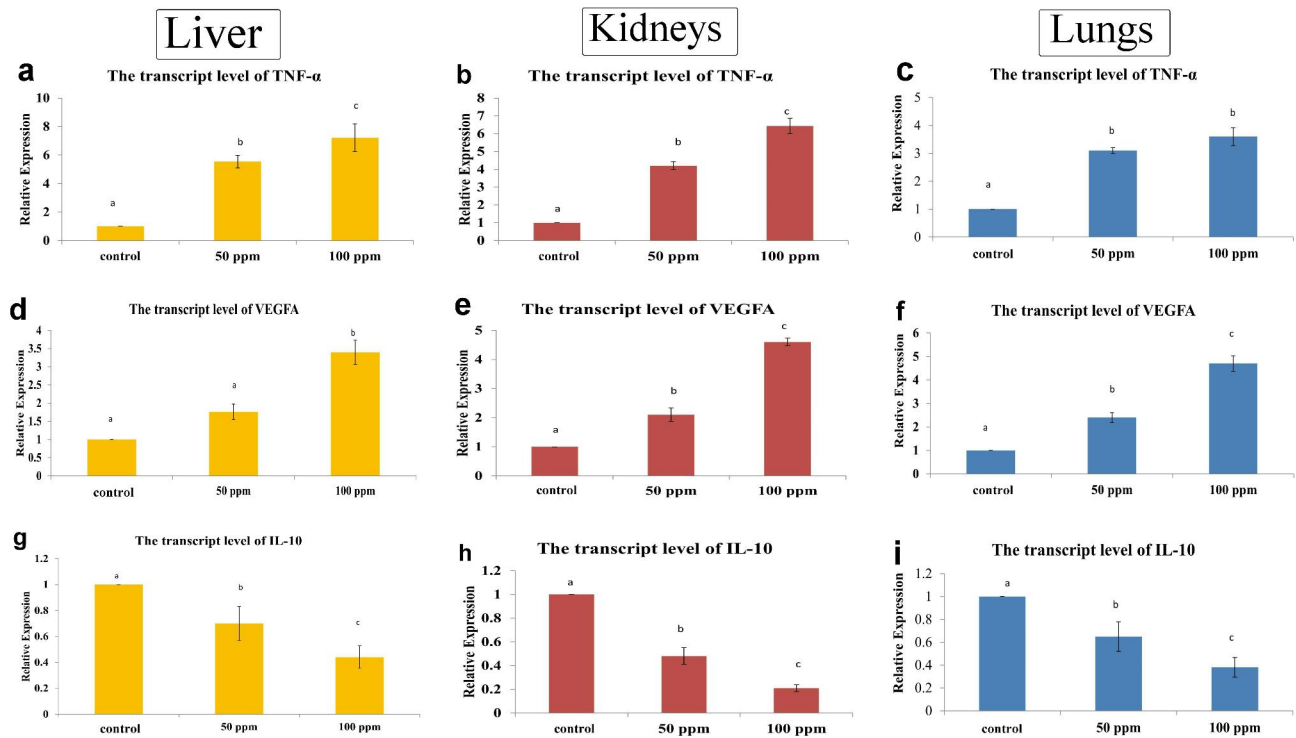 Liver
Kidneys
Lungs
a
The transcript level of TNF-α
Relative Expression
10
8
6
4
2
0
a
b
c
control
50 ppm
100 ppm
b
The transcript level of TNF-α
Relative Expression
8
7
6
5
4
3
2
1
0
a
b
c
control
50 ppm
100 ppm
c
The transcript level of TNF-α
Relative Expression
5
4
3
2
1
0
a
b
b
control
50 ppm
100 ppm
d
The transcript level of VEGFA
Relative Expression
4
3.5
3
2.5
2
1.5
1
0.5
0
a
a
b
control
50 ppm
100 ppm
e
The transcript level of VEGFA
Relative Expression
5
4
3
2
1
0
a
b
c
control
50 ppm
100 ppm
f
The transcript level of VEGFA
Relative Expression
6
5
4
3
2
1
0
a
b
c
control
50 ppm
100 ppm
g
The transcript level of IL-10
Relative Expression
1.2
1
0.8
0.6
0.4
0.2
0
a
b
c
control
50 ppm
100 ppm
h
The transcript level of IL-10
Relative Expression
1.2
1
0.8
0.6
0.4
0.2
0
a
b
c
control
50 ppm
100 ppm
i
The transcript level of IL-10
Relative Expression
1.2
1
0.8
0.6
0.4
0.2
0
a
b
c
control
50 ppm
100 ppm